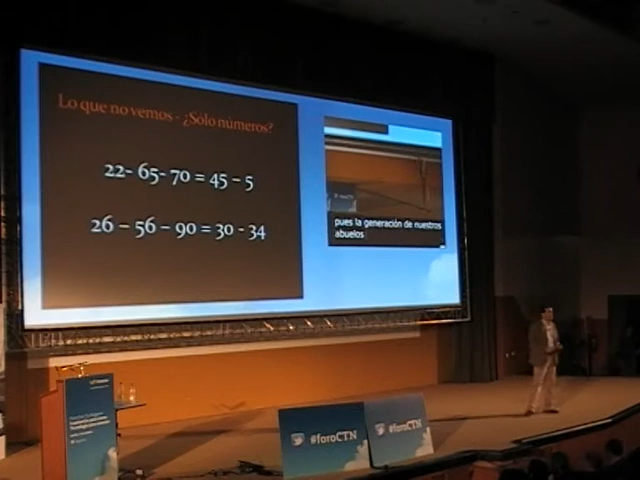 Lo que no vemos - ¿Solo números?
22- 65- 70 = 45 – 5
26 – 56 – 90 = 30 - 34
pues la generación de nuestros
abuelos
#foroCTN
#foroCTN